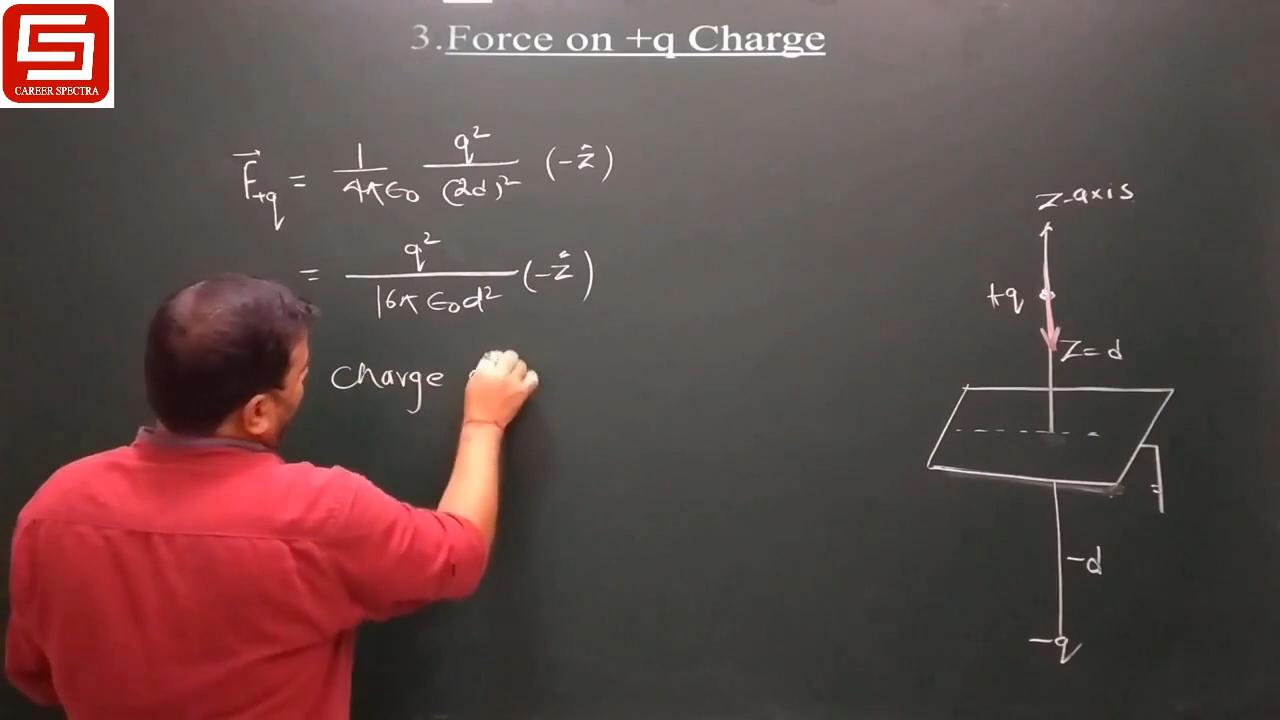 CAREER SPECTRA
3.Force on +q Charge
F⃗+q = 1/4πϵ0 q²/(2d)² (-ẑ)
= q²/16πϵ0d² (-ẑ)
Charge
z-axis
+q
Z=d
-d
-q